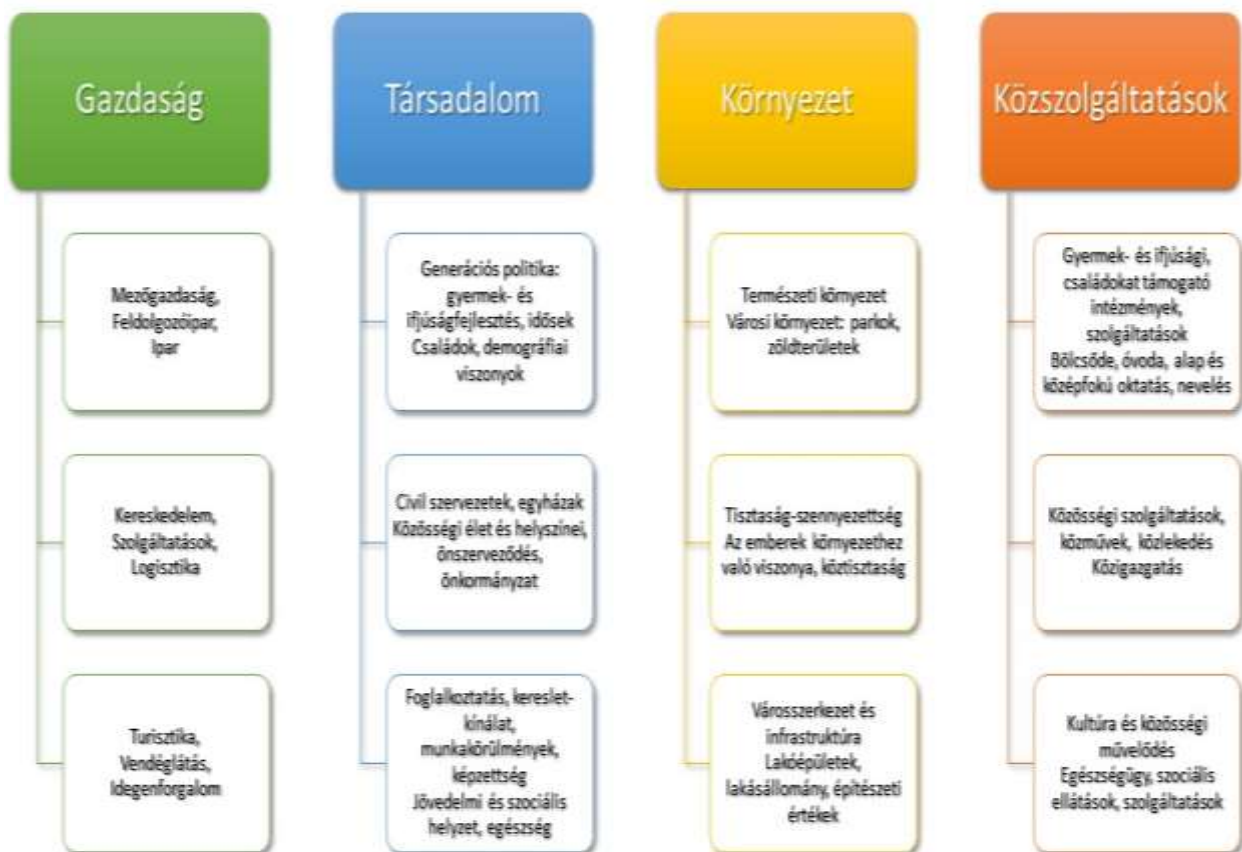 Gazdaság
Mezőgazdaság,
Feldolgozóipar,
Ipar
Kereskedelem,
Szolgáltatások,
Logisztika
Turisztika,
Vendéglátás,
Idegenforgalom
Társadalom
Generációs politika:
gyermek- és
ifjúságfejlesztés, idősek
Családok, demográfiai
viszonyok
Civil szervezetek, egyházak
Közösségi élet és helyszínei,
önszerveződés,
önkormányzat
Foglalkoztatás, kereslet-
kínálat,
munkakörülmények,
képzettség
Jövedelmi és szociális
helyzet, egészség
Környezet
Természeti környezet
Városi környezet: parkok,
zöldterületek
Tisztaság-szennyezettség
Az emberek környezethez
való viszonya, köztisztaság
Városszerkezet és
infrastruktúra
Lakóépületek,
lakásállomány, építészeti
értékek
Közszolgáltatások
Gyermek- és ifjúsági,
családokat támogató
intézmények,
szolgáltatások
Bölcsőde, óvoda, alap és
középfokú oktatás, nevelés
Közösségi szolgáltatások,
közművek, közlekedés
Közigazgatás
Kultúra és közösségi
művelődés
Egészségügy, szociális
ellátások, szolgáltatások